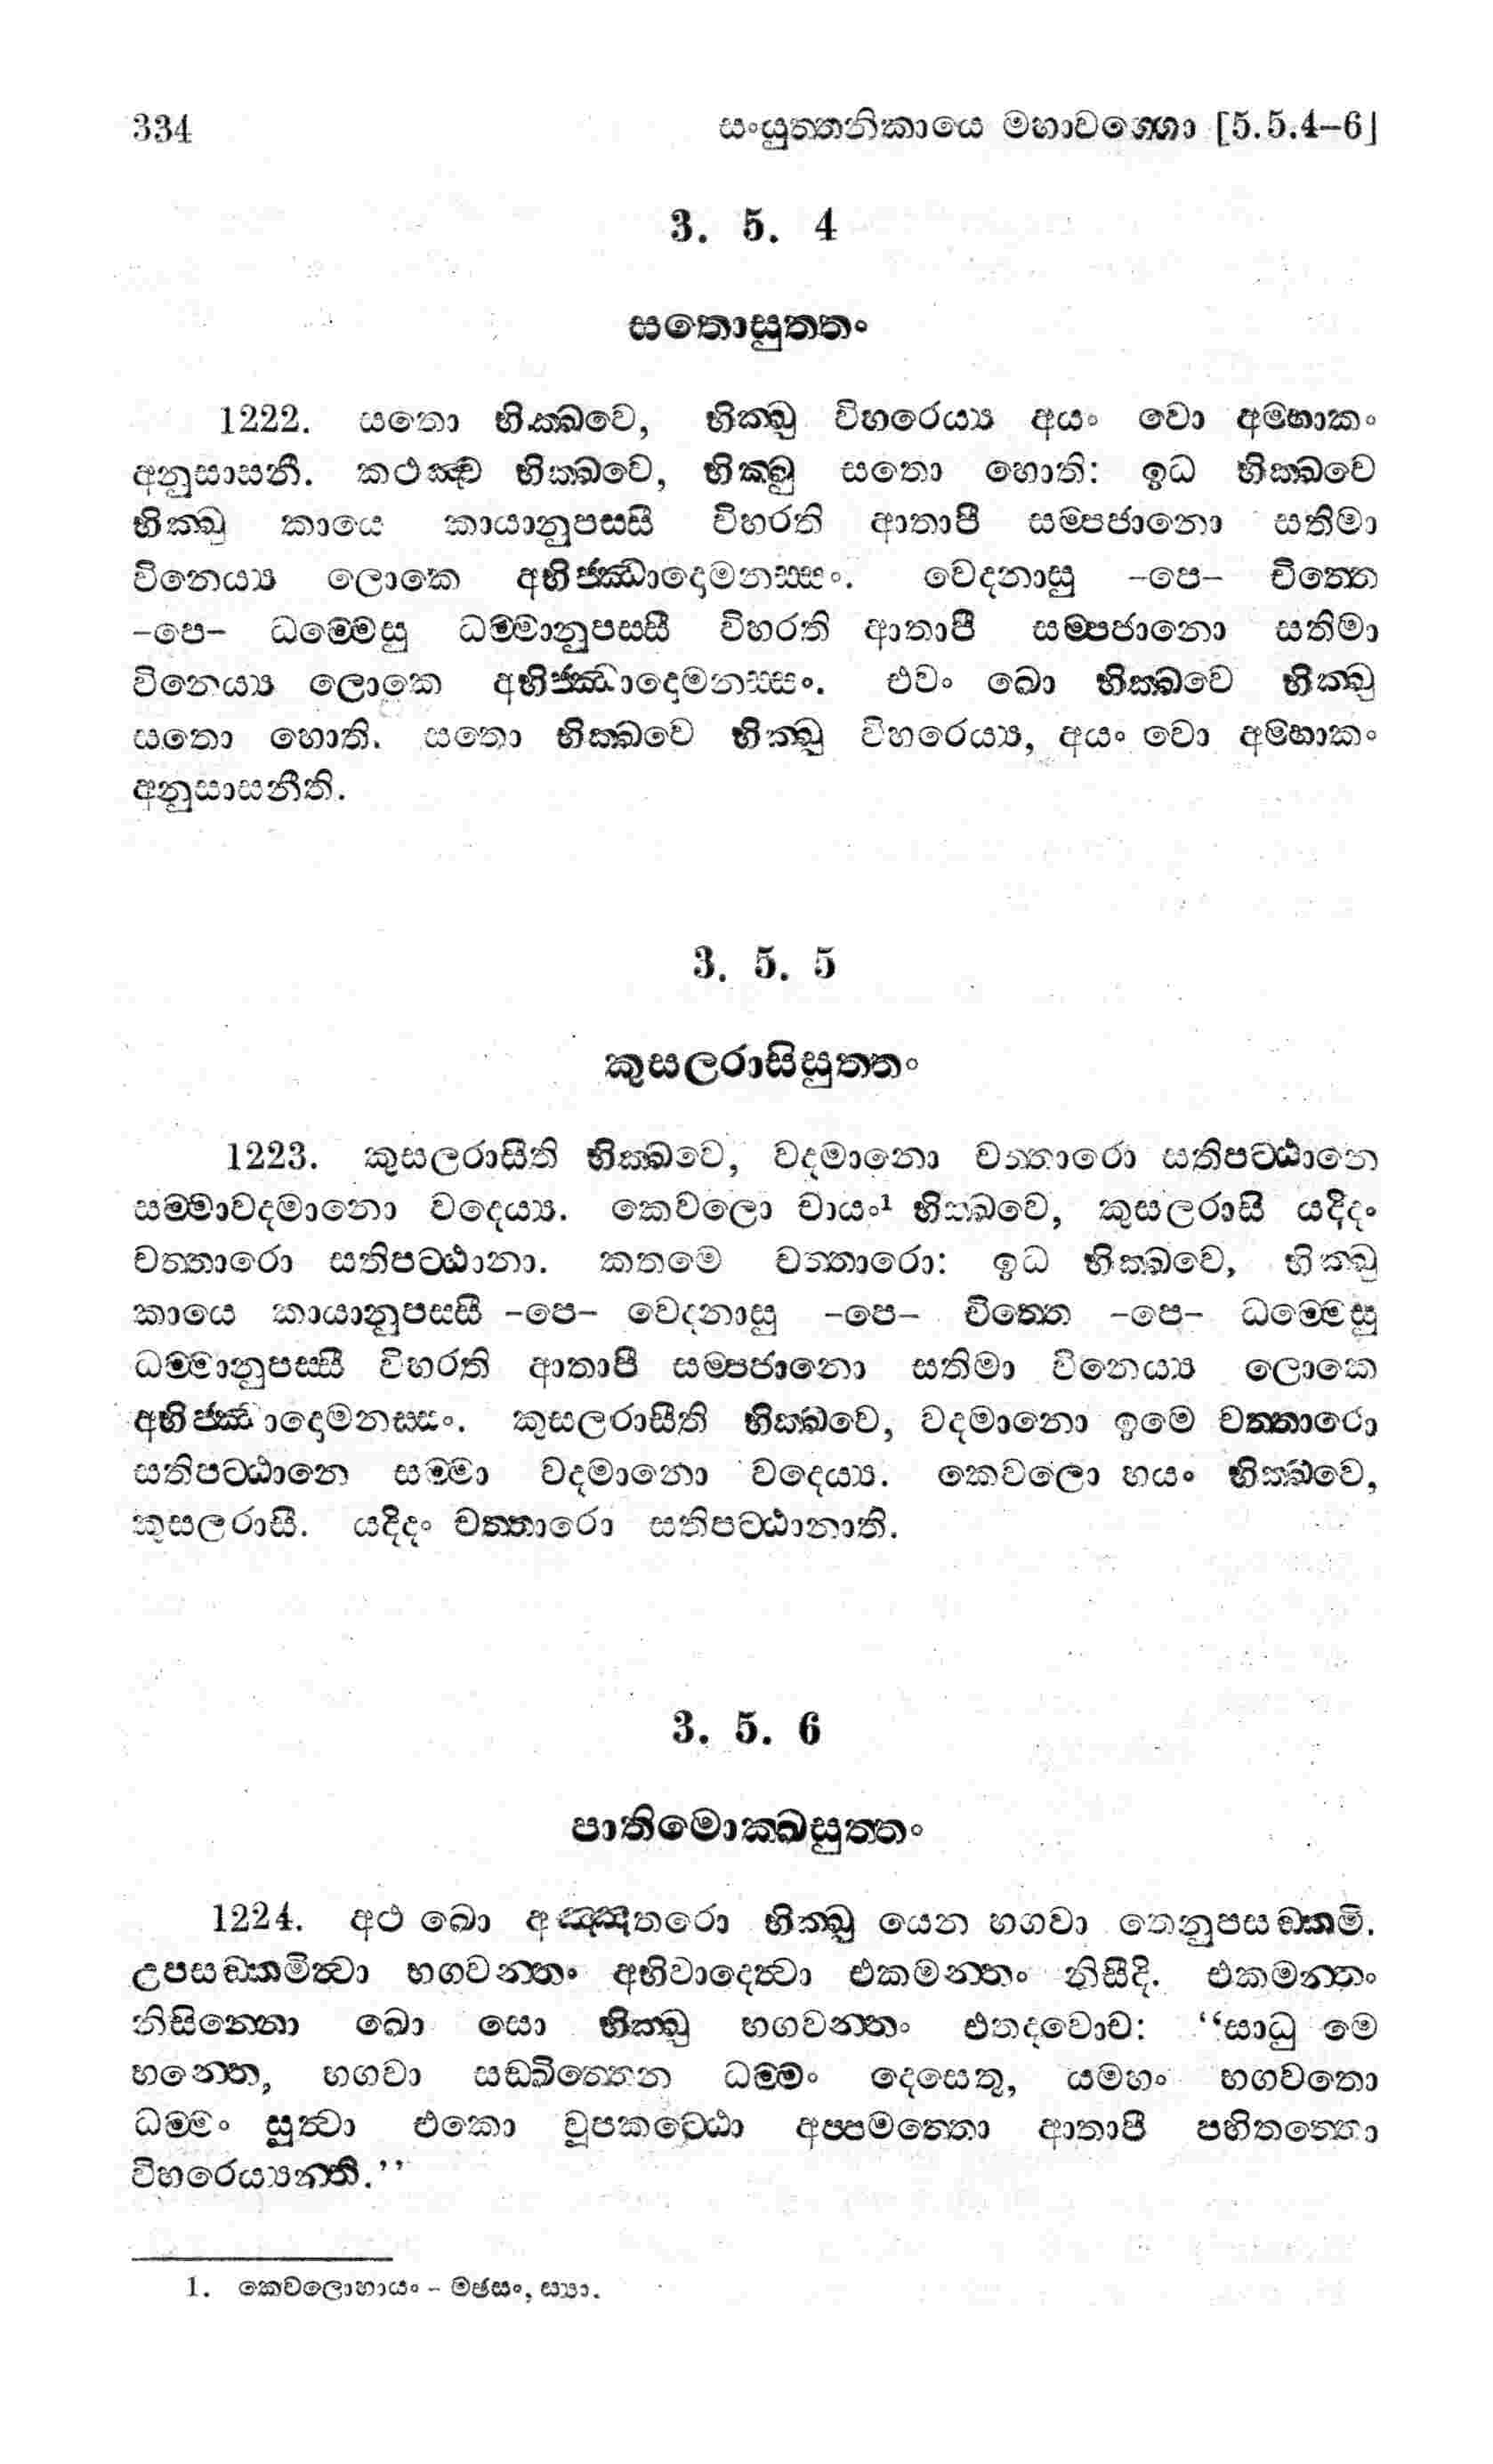 334 සංයුත්තනිකායෙ මහාවග්ගො [5.5.4–6]
3. 5. 4
සතොසුත්තං
1222. සතො භික්ඛවෙ, භික්ඛු විහරෙය්‍ය අයං වො අම්හාකං
අනුසාසනී. කථඤ්ච භික්ඛවෙ, භික්ඛු සතො හොති: ඉධ භික්ඛවෙ
භික්ඛු කායෙ කායානුපස්සී විහරති ආතාපී සම්පජානො සතිමා
විනෙය්‍ය ලොකෙ අභිජ්ඣාදොමනස්සං. වෙදනාසු –පෙ– චිත්තෙ
–පෙ– ධම්මෙසු ධම්මානුපස්සී විහරති ආතාපී සම්පජානො සතිමා
විනෙය්‍ය ලොකෙ අභිජ්ඣාදොමනස්සං. එවං ඛො භික්ඛවෙ භික්ඛු
සතො හොති. සතො භික්ඛවෙ භික්ඛු විහරෙය්‍ය, අයං වො අම්හාකං
අනුසාසනීති.
3. 5. 5
කුසලරාසිසුත්තං
1223. කුසලරාසීති භික්ඛවෙ, වදමානො චත්තාරො සතිපට්ඨානෙ
සම්මාවදමානො වදෙය්‍ය. කෙවලො චායං¹ භික්ඛවෙ, කුසලරාසි යදිදං
චත්තාරො සතිපට්ඨානා. කතමෙ චත්තාරො: ඉධ භික්ඛවෙ, භික්ඛු
කායෙ කායානුපස්සී –පෙ– වෙදනාසු –පෙ– චිත්තෙ –පෙ– ධම්මෙසු
ධම්මානුපස්සී විහරති ආතාපී සම්පජානො සතිමා විනෙය්‍ය ලොකෙ
අභිජ්ඣාදොමනස්සං. කුසලරාසීති භික්ඛවෙ, වදමානො ඉමෙ චත්තාරො
සතිපට්ඨානෙ සම්මා වදමානො වදෙය්‍ය. කෙවලො හයං භික්ඛවෙ,
කුසලරාසී. යදිදං චත්තාරො සතිපට්ඨානාති.
3. 5. 6
පාතිමොක්ඛසුත්තං
1224. අථ ඛො අඤ්ඤතරො භික්ඛු යෙන භගවා තෙනුපසඞ්කමි.
උපසඞ්කමිත්වා භගවන්තං අභිවාදෙත්වා එකමන්තං නිසීදි. එකමන්තං
නිසින්නො ඛො සො භික්ඛු භගවන්තං එතදවොච: “සාධු මෙ
භන්තෙ, භගවා සඞ්ඛිත්තෙන ධම්මං දෙසෙතු, යමහං භගවතො
ධම්මං සුත්වා එකො වූපකට්ඨො අප්පමත්තො ආතාපී පහිතත්තො
විහරෙය්‍යන්ති.”
1. කෙවලොහායං – මඡසං, ස්‍යා.